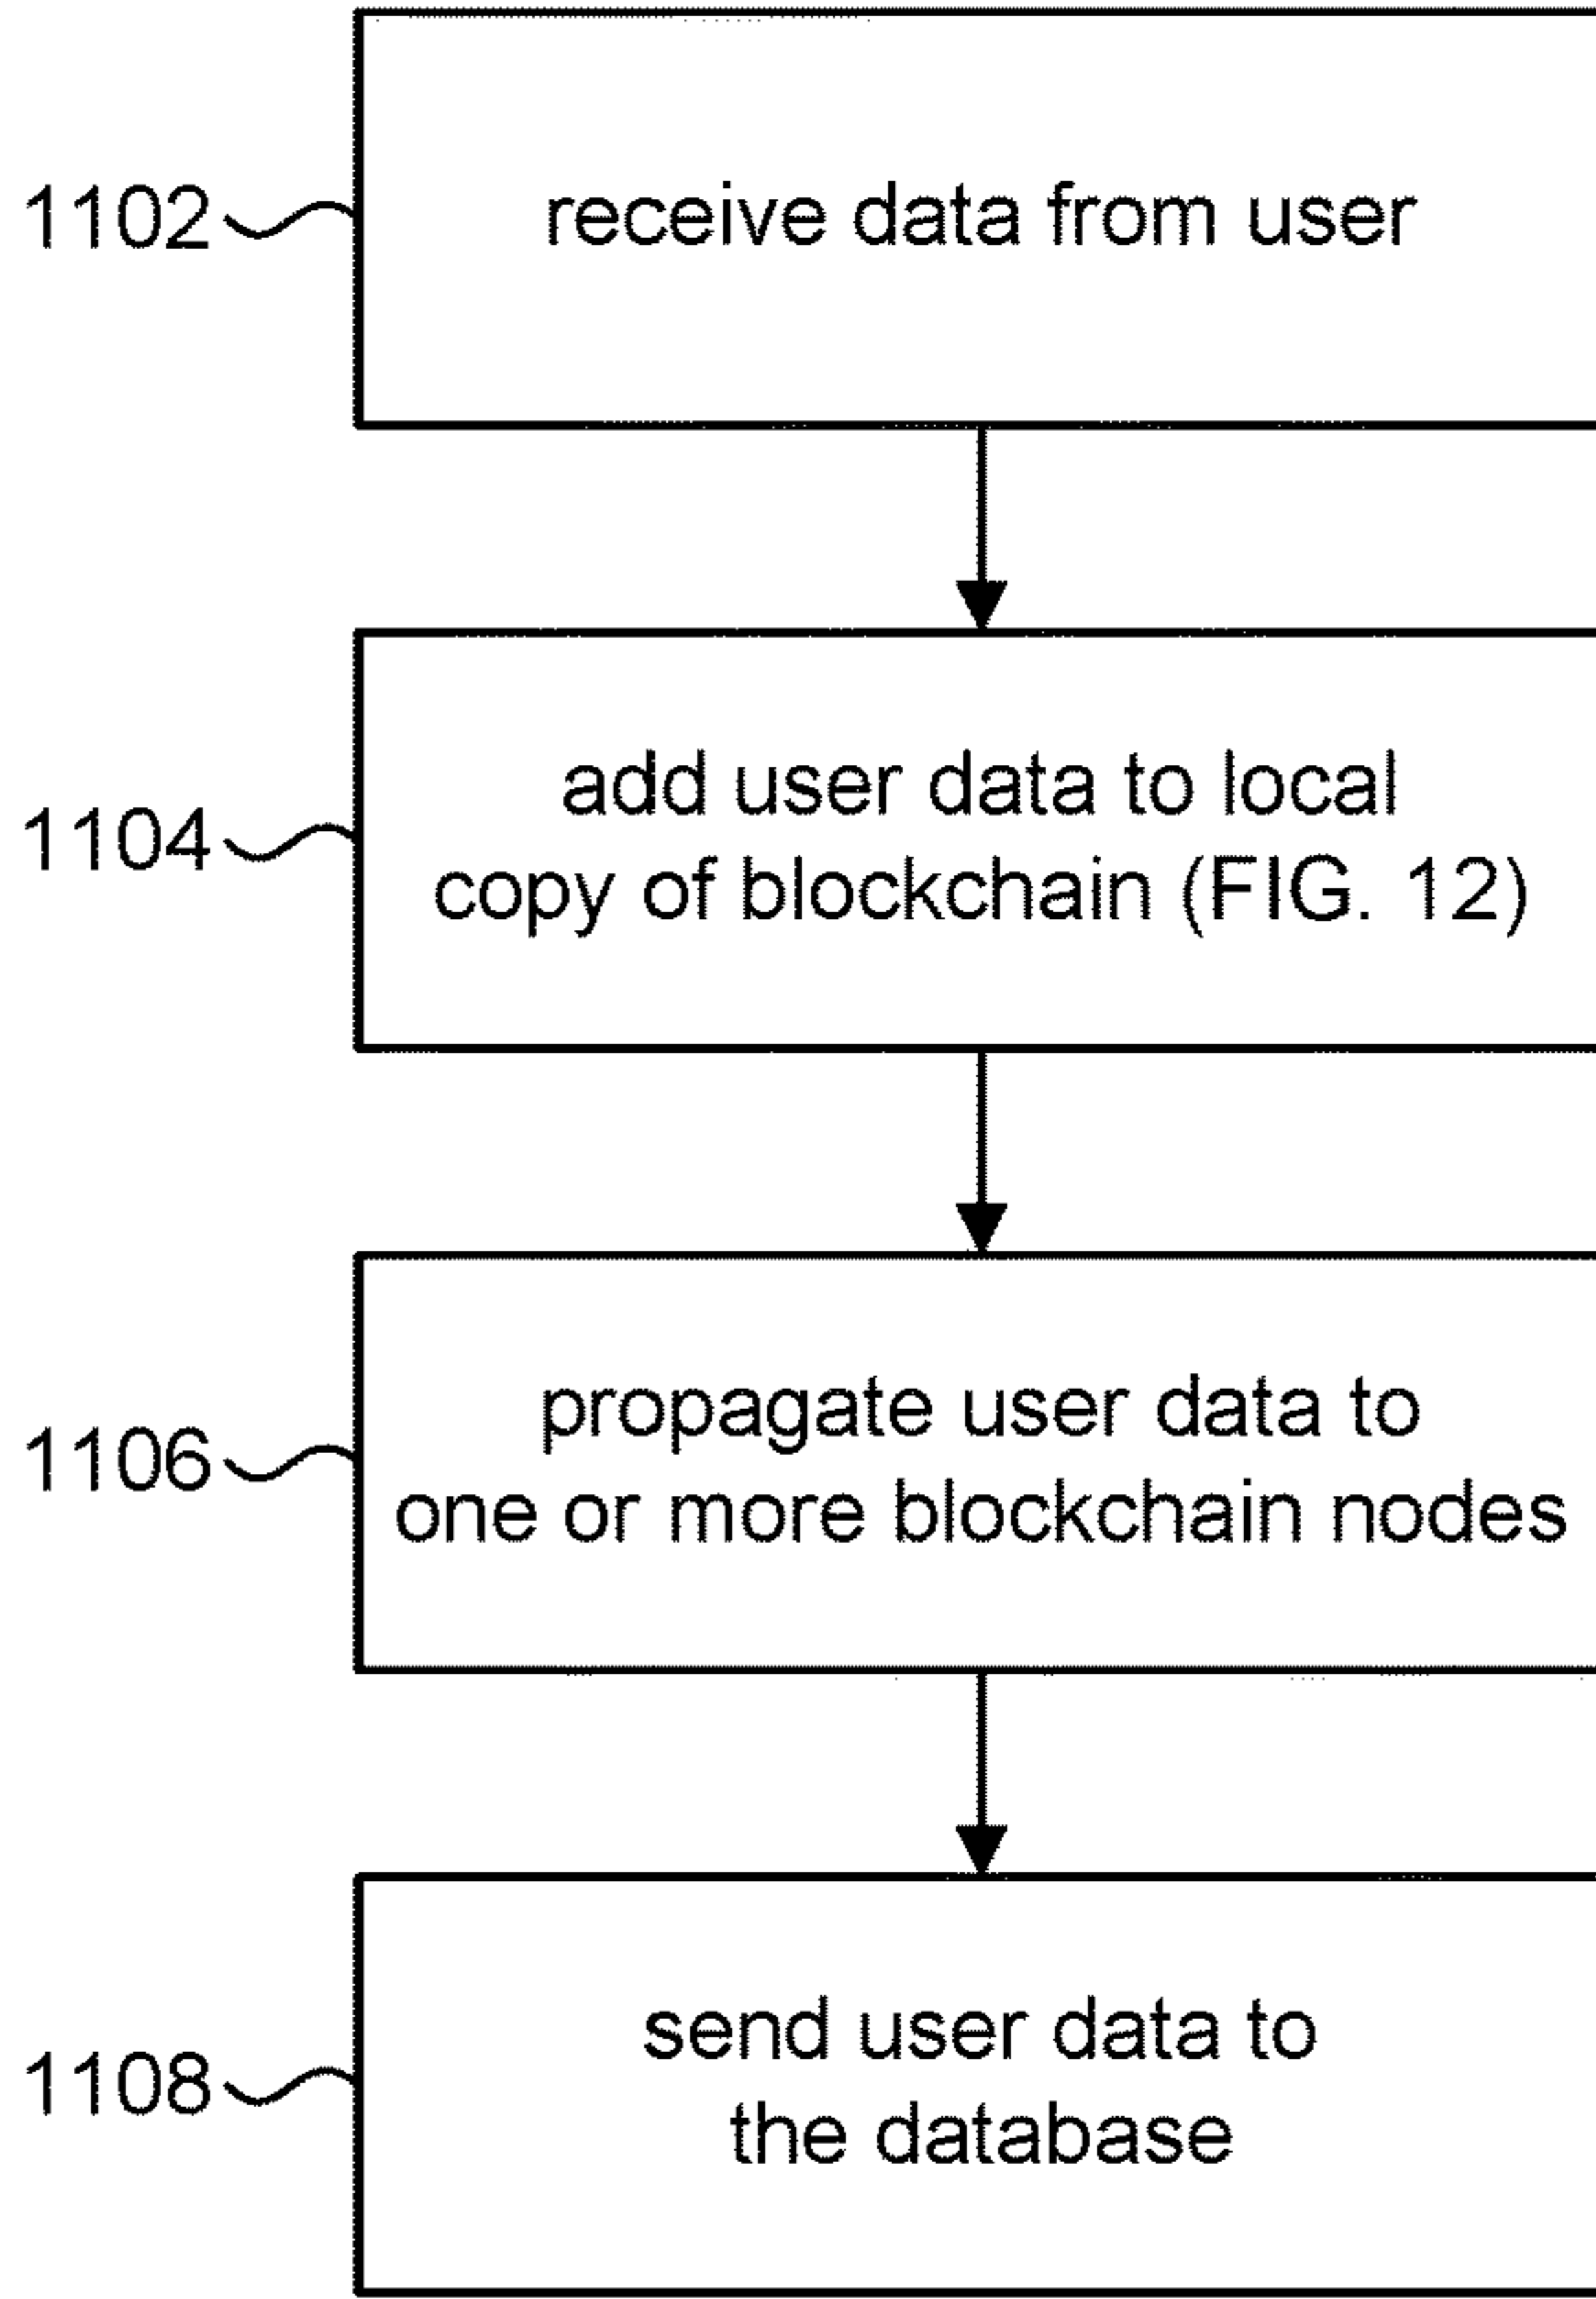 1102
receive data from user
1104
add user data to local
copy of blockchain (FIG. 12)
1106
propagate user data to
one or more blockchain nodes
1108
send user data to
the database